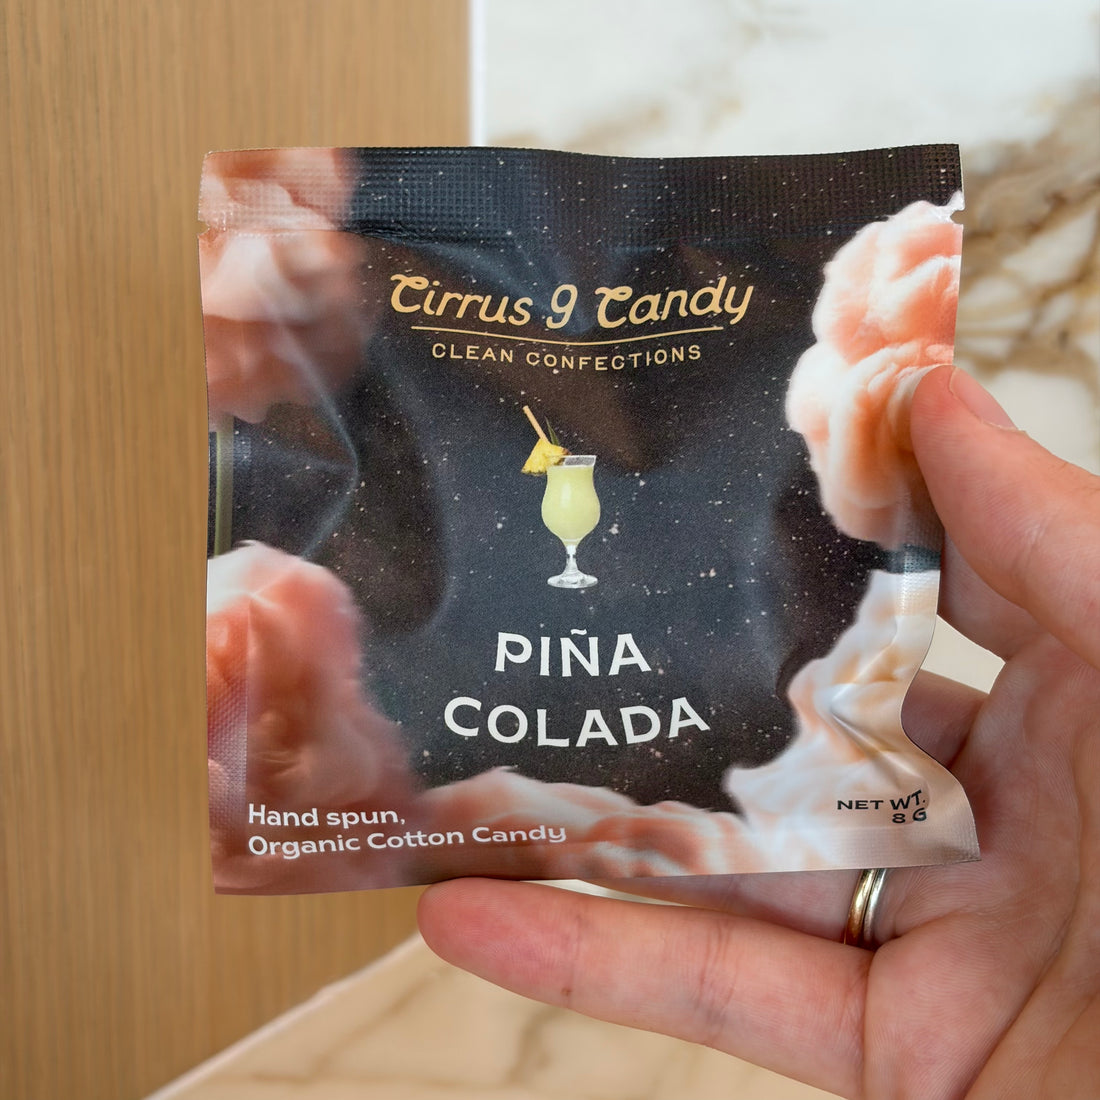 Cirrus 9 Candy
CLEAN CONFECTIONS
PIÑA
COLADA
Hand spun,
Organic Cotton Candy
NET WT.
8 G